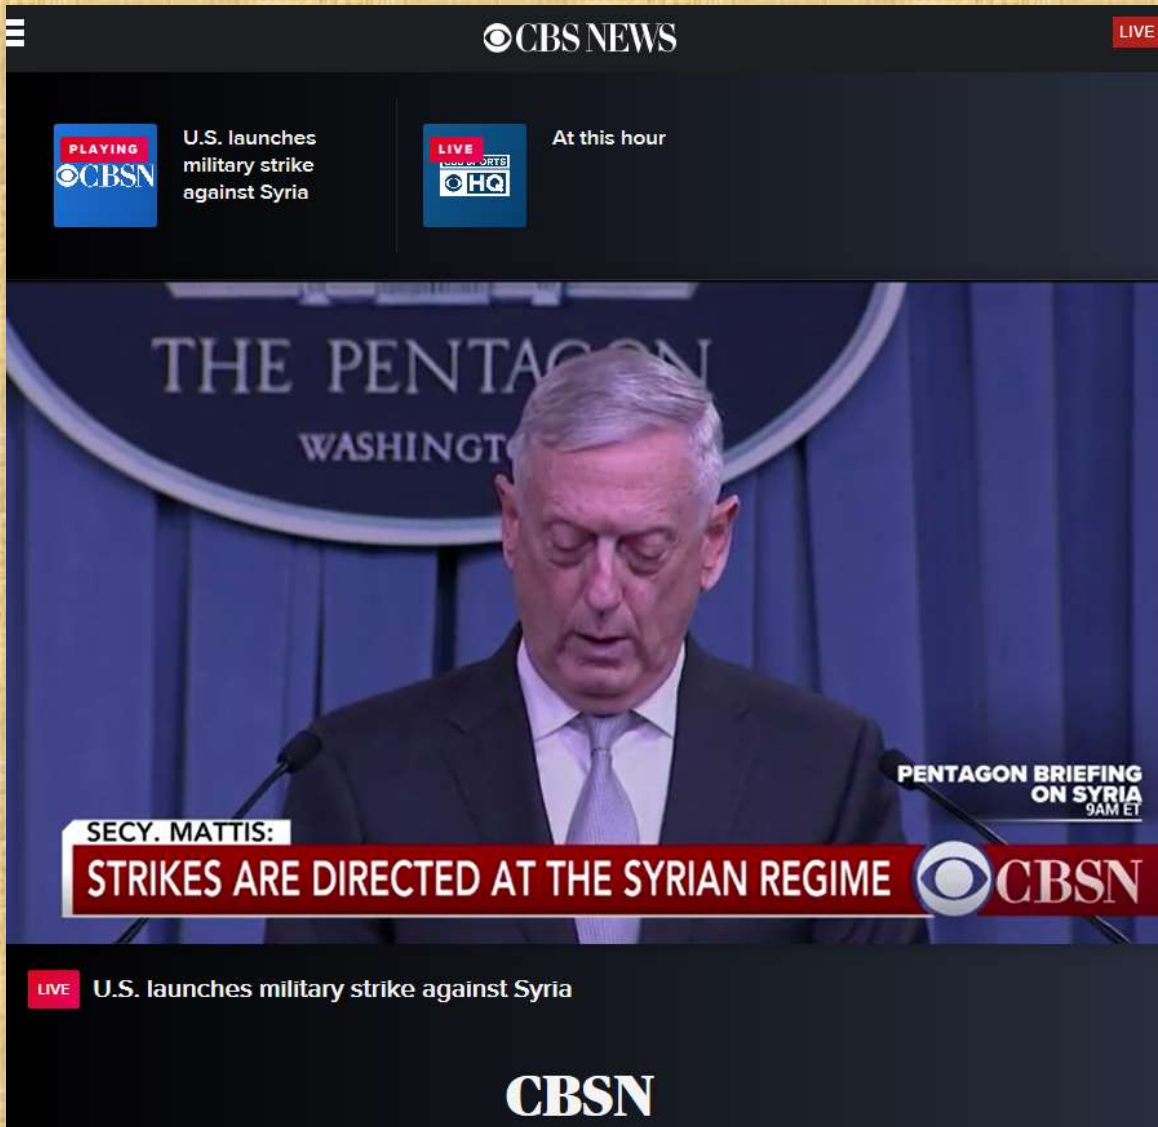 CBS NEWS
LIVE
PLAYING
CBSN
U.S. launches
military strike
against Syria
LIVE
HQ
At this hour
THE PENTAGON
WASHINGT
PENTAGON BRIEFING
ON SYRIA
9AM ET
SECY. MATTIS:
STRIKES ARE DIRECTED AT THE SYRIAN REGIME
CBSN
LIVE U.S. launches military strike against Syria
CBSN